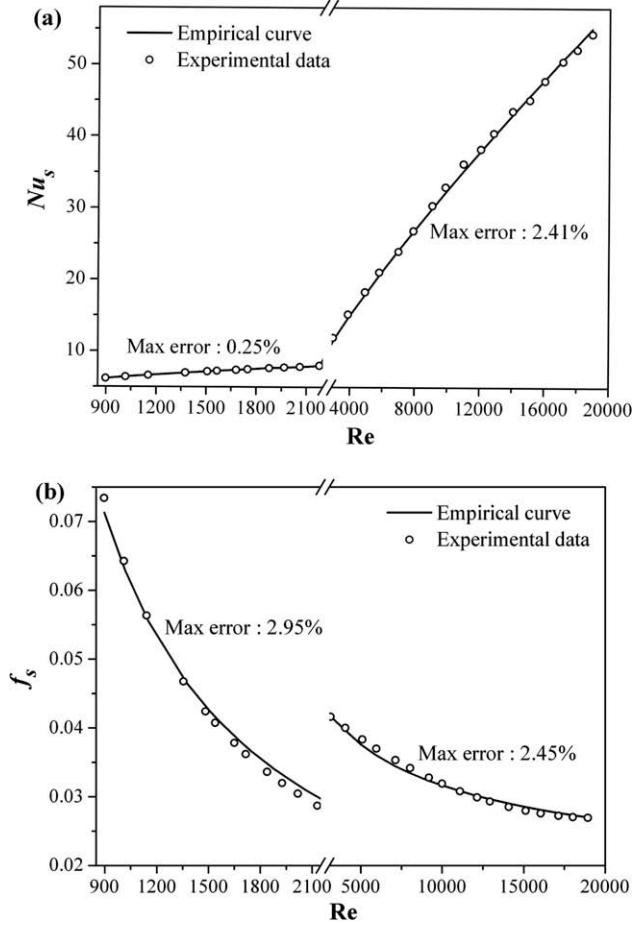 (a)
Empirical curve
Experimental data
50
40
30
20
10
Nu_s
Max error : 2.41%
Max error : 0.25%
900 1200 1500 1800 2100 4000 8000 12000 16000 20000
Re
(b)
Empirical curve
Experimental data
0.07
0.06
0.05
0.04
0.03
0.02
f_s
Max error : 2.95%
Max error : 2.45%
900 1200 1500 1800 2100 5000 10000 15000 20000
Re